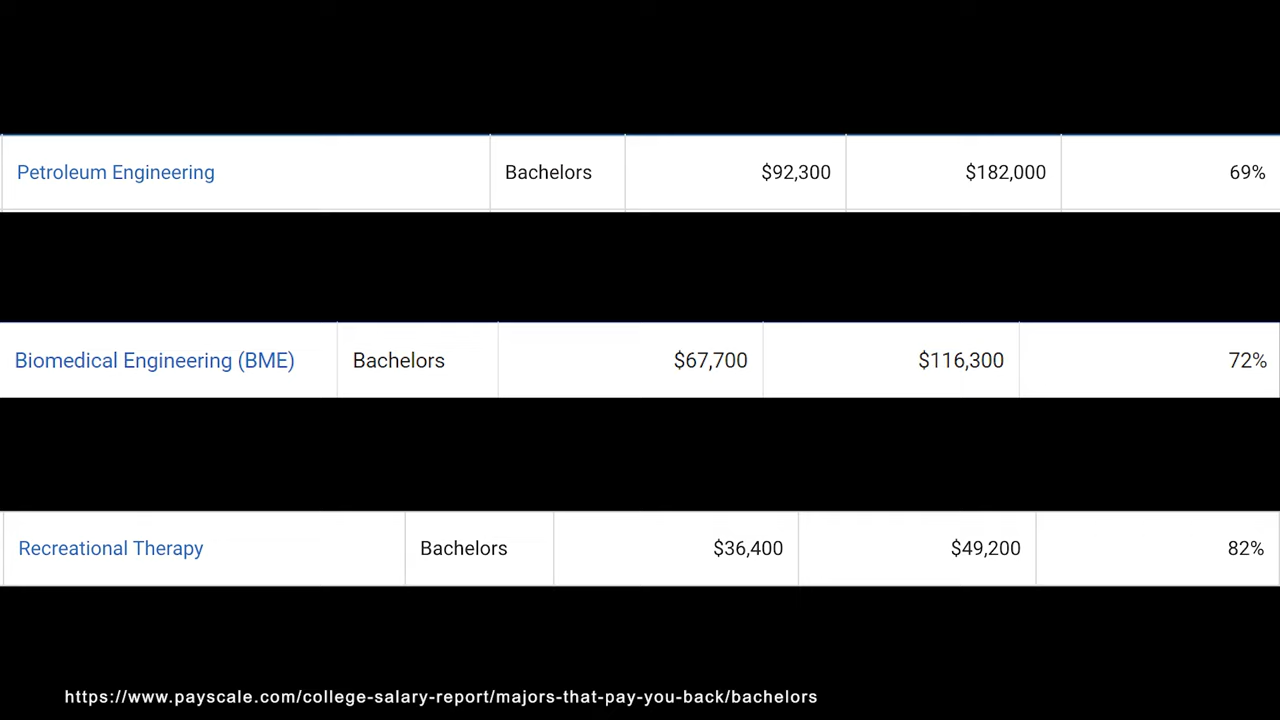 Petroleum Engineering Bachelors $92,300 $182,000 69%
Biomedical Engineering (BME) Bachelors $67,700 $116,300 72%
Recreational Therapy Bachelors $36,400 $49,200 82%
https://www.payscale.com/college-salary-report/majors-that-pay-you-back/bachelors